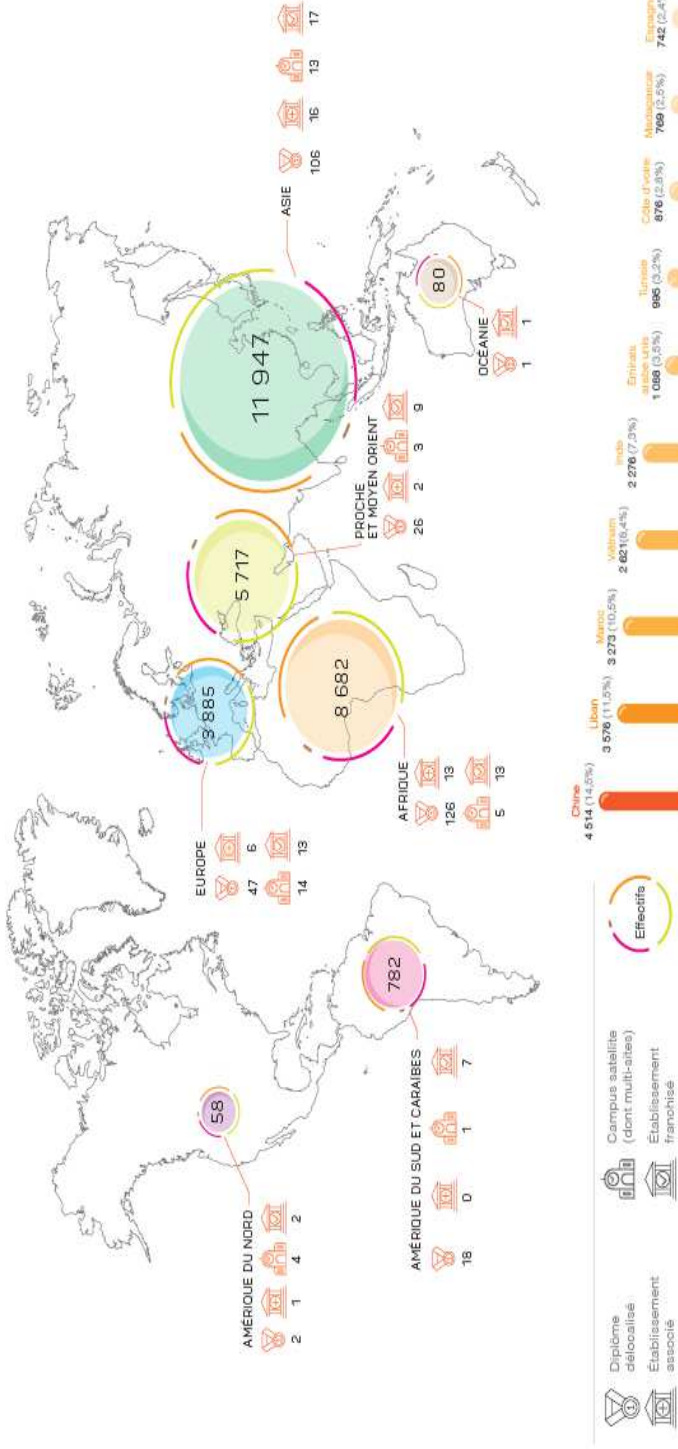 AMÉRIQUE DU NORD
2 1 4 2
58
AMÉRIQUE DU SUD ET CARAÏBES
18 0 1 7
782
EUROPE
47 6
14 13
3 885
AFRIQUE
126 13
5 13
8 682
5 717
PROCHE
ET MOYEN ORIENT
26 2 3 9
11 947
ASIE
106 16 13 17
80
OCÉANIE
1 1
Diplôme
délocalisé
Établissement
associé
Campus satellite
(dont multi-sites)
Établissement
franchisé
Effectifs
Chine
4 514 (14,5%)
Liban
3 576 (11,5%)
Maroc
3 273 (10,5%)
Viêtnam
2 621(8,4%)
Inde
2 276 (7,3%)
Émirats
arabes unis
1 088 (3,5%)
Tunisie
995 (3,2%)
Côte d'Ivoire
876 (2,8%)
Madagascar
769 (2,5%)
Espagne
742 (2,4%